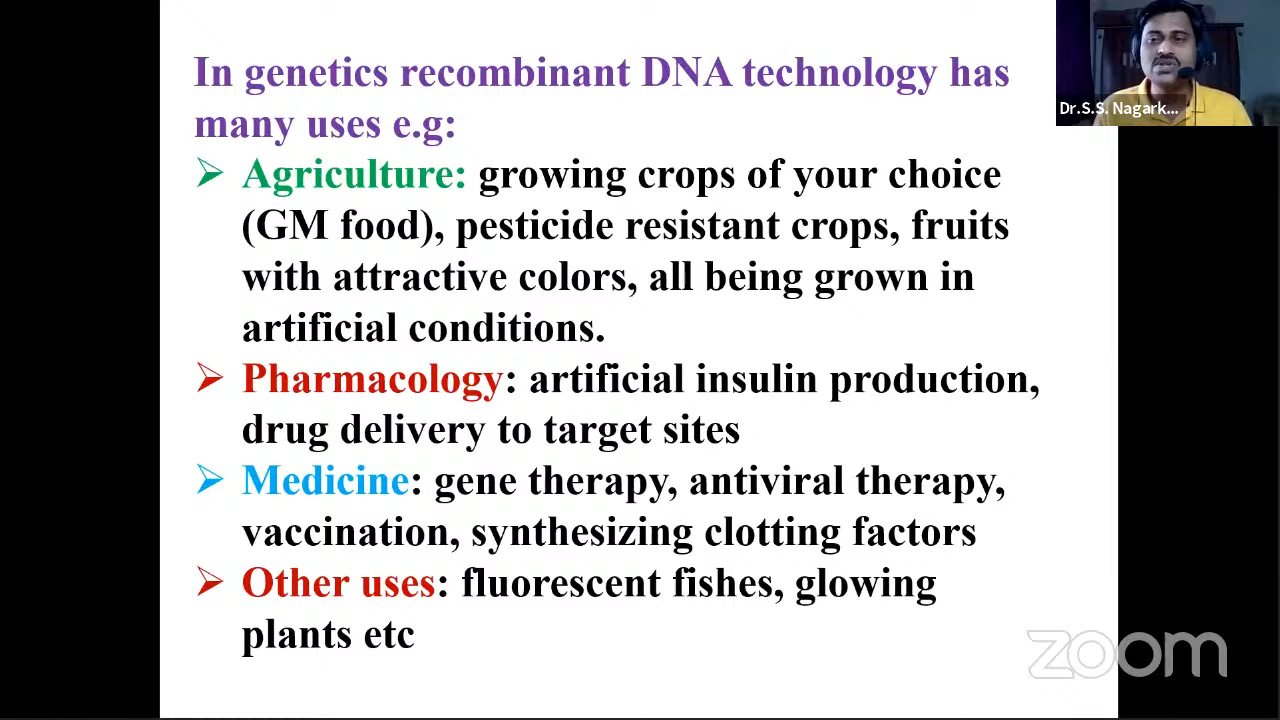 In genetics recombinant DNA technology has
many uses e.g:
Agriculture: growing crops of your choice
(GM food), pesticide resistant crops, fruits
with attractive colors, all being grown in
artificial conditions.
Pharmacology: artificial insulin production,
drug delivery to target sites
Medicine: gene therapy, antiviral therapy,
vaccination, synthesizing clotting factors
Other uses: fluorescent fishes, glowing
plants etc
Dr.S.S. Nagark...
zoom